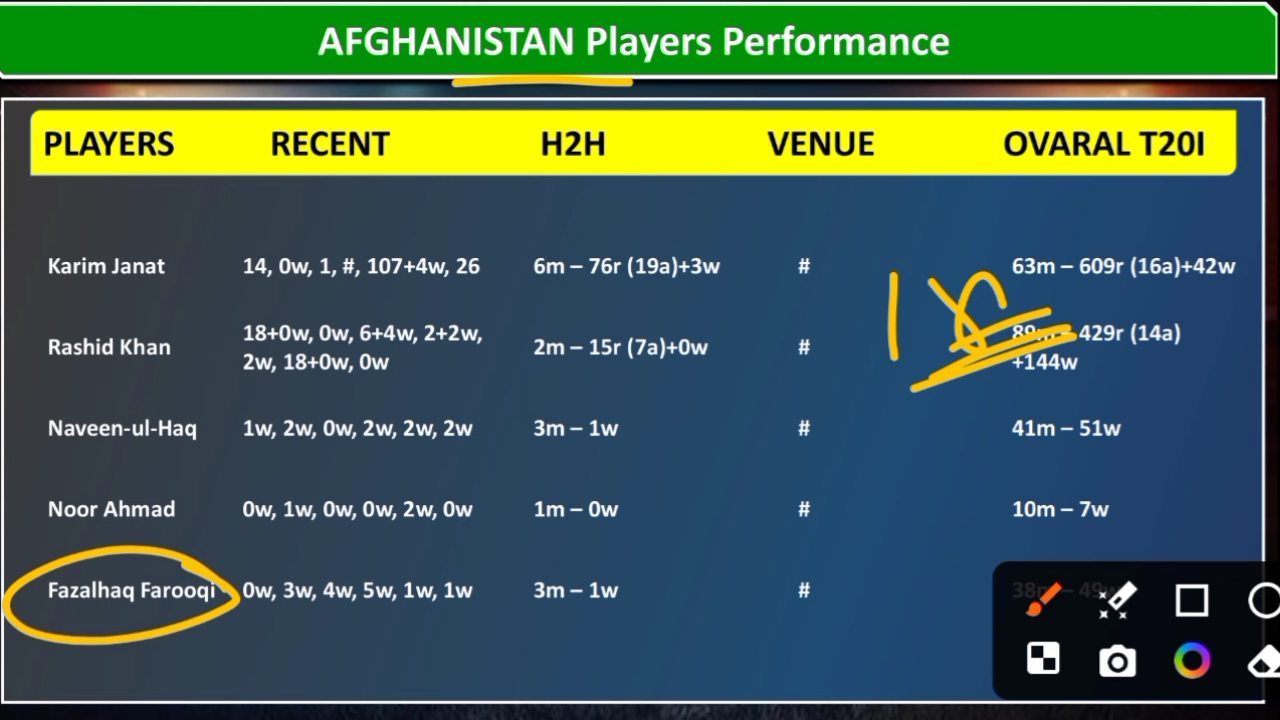 AFGHANISTAN Players Performance
PLAYERS RECENT H2H VENUE OVARAL T20I
Karim Janat 14, 0w, 1, #, 107+4w, 26 6m – 76r (19a)+3w # 63m – 609r (16a)+42w
Rashid Khan 18+0w, 0w, 6+4w, 2+2w, 2w, 18+0w, 0w 2m – 15r (7a)+0w # 89m – 429r (14a) +144w
Naveen-ul-Haq 1w, 2w, 0w, 2w, 2w, 2w 3m – 1w # 41m – 51w
Noor Ahmad 0w, 1w, 0w, 0w, 2w, 0w 1m – 0w # 10m – 7w
Fazalhaq Farooqi 0w, 3w, 4w, 5w, 1w, 1w 3m – 1w # 38m – 49w